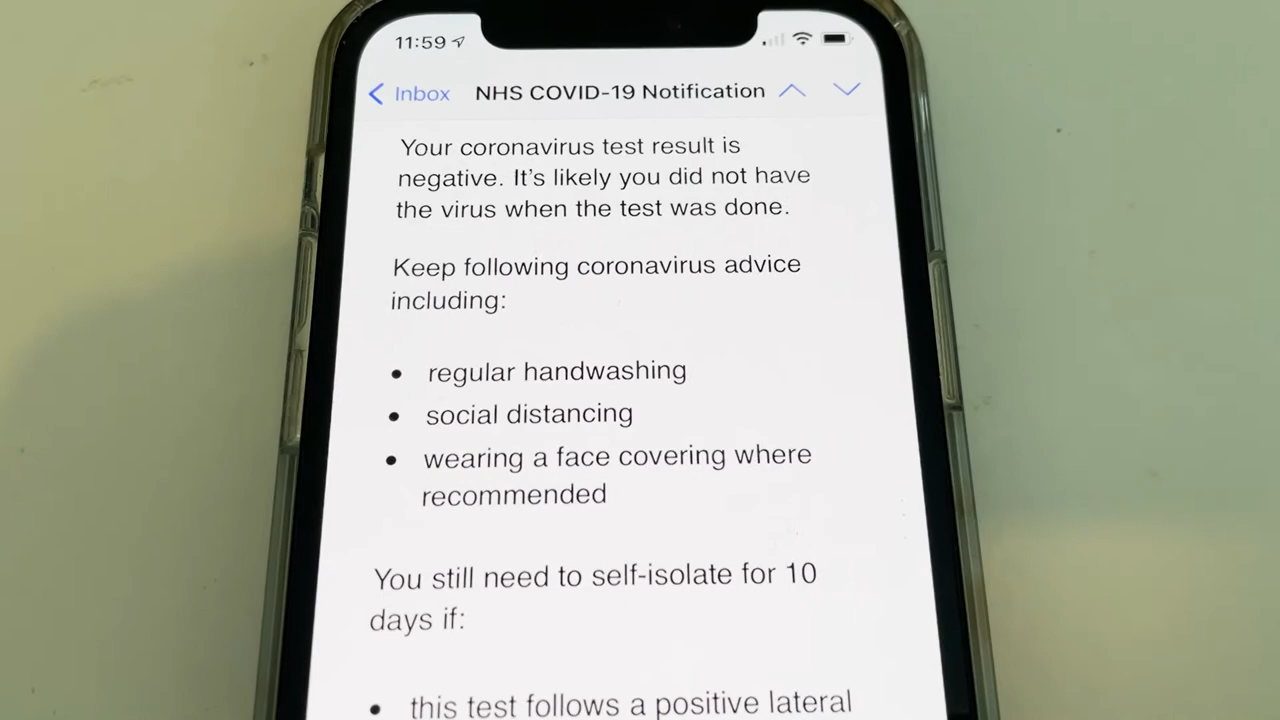 11:59
Inbox NHS COVID-19 Notification
Your coronavirus test result is
negative. It's likely you did not have
the virus when the test was done.
Keep following coronavirus advice
including:
• regular handwashing
• social distancing
• wearing a face covering where
recommended
You still need to self-isolate for 10
days if:
• this test follows a positive lateral